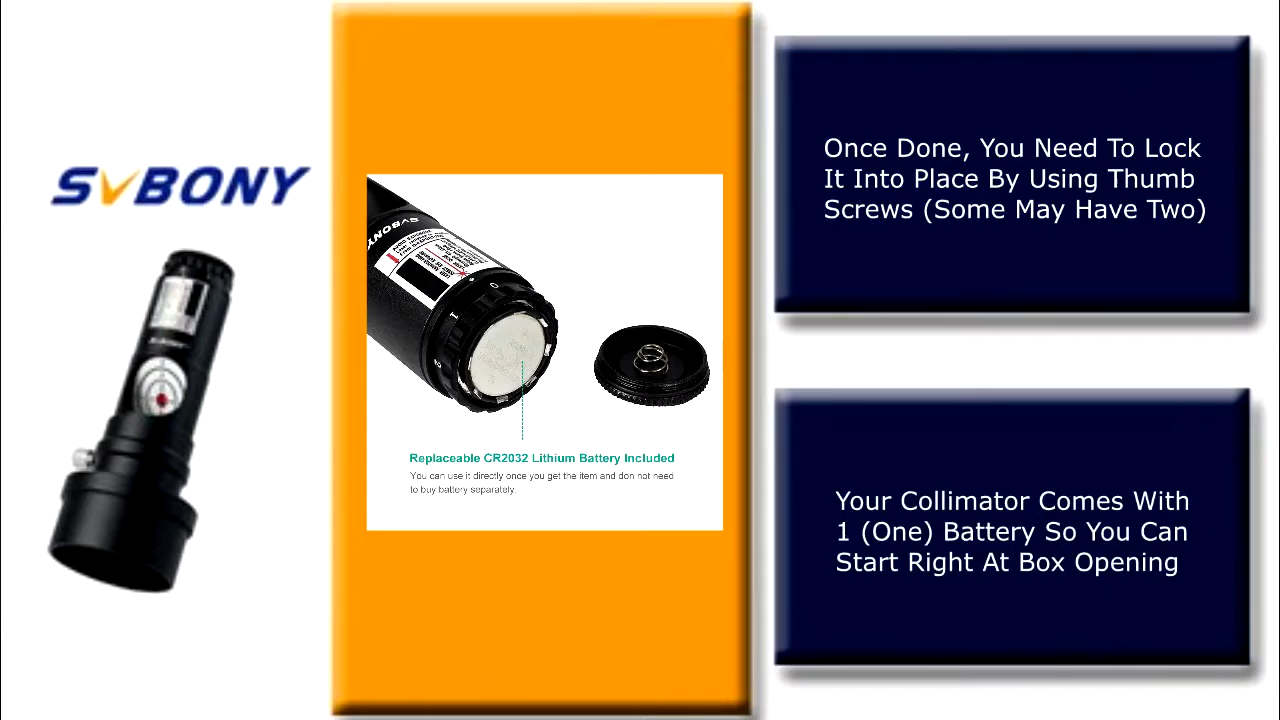 SVBONY
SVBONY
Replaceable CR2032 Lithium Battery Included
You can use it directly once you get the item and don not need
to buy battery separately.
Once Done, You Need To Lock
It Into Place By Using Thumb
Screws (Some May Have Two)
Your Collimator Comes With
1 (One) Battery So You Can
Start Right At Box Opening